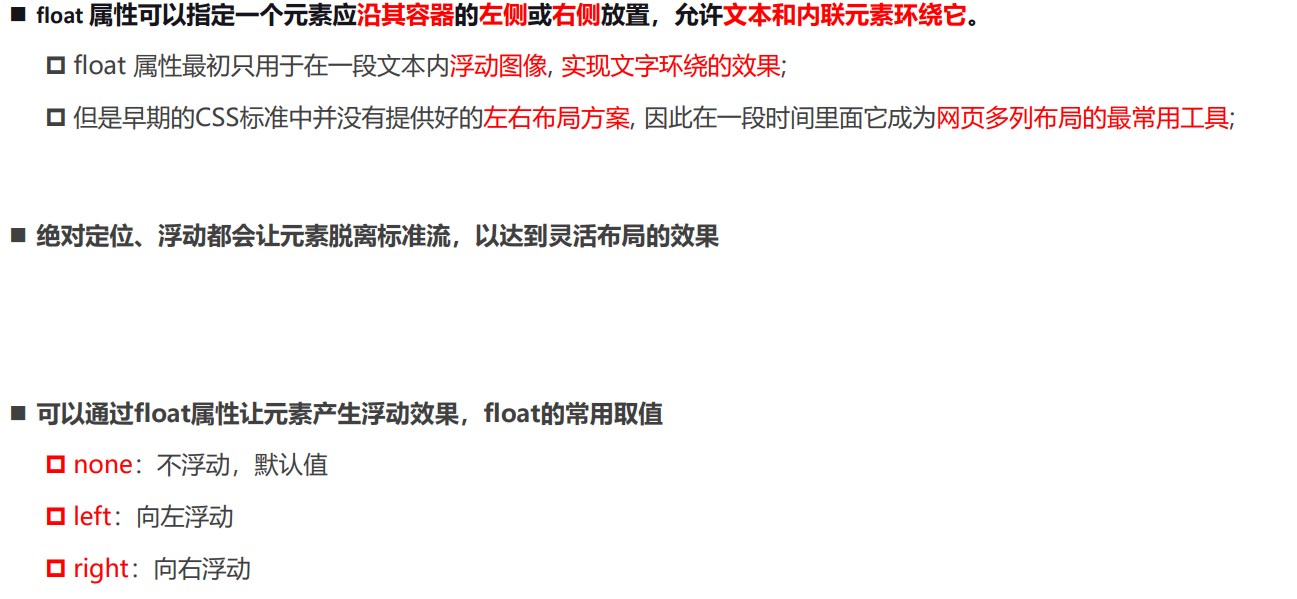 ■ float 属性可以指定一个元素应沿其容器的左侧或右侧放置，允许文本和内联元素环绕它。
float 属性最初只用于在一段文本内浮动图像, 实现文字环绕的效果;
但是早期的CSS标准中并没有提供好的左右布局方案, 因此在一段时间里面它成为网页多列布局的最常用工具;
■ 绝对定位、浮动都会让元素脱离标准流，以达到灵活布局的效果
■ 可以通过float属性让元素产生浮动效果，float的常用取值
none：不浮动，默认值
left：向左浮动
right：向右浮动